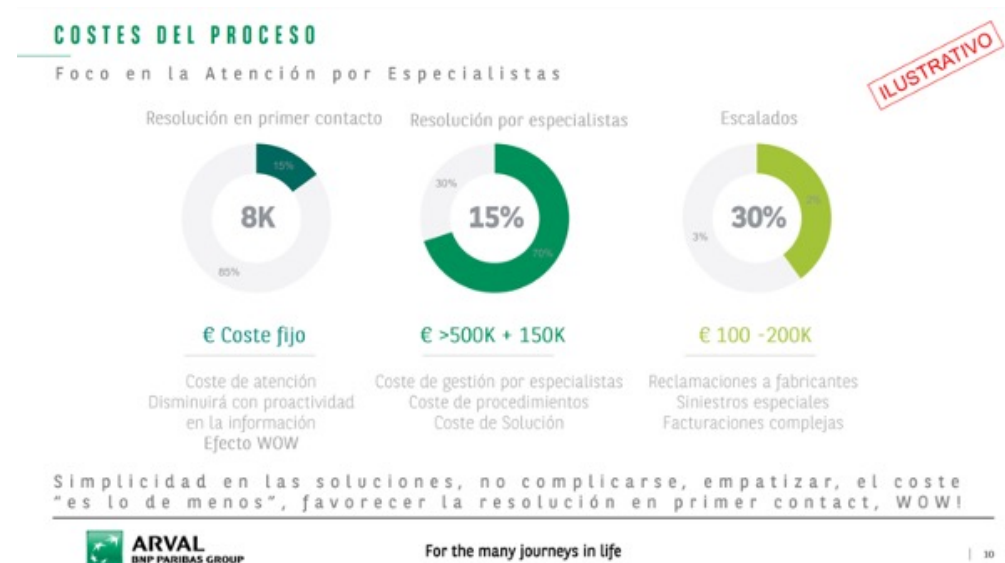 COSTES DEL PROCESO
Foco en la Atención por Especialistas
ILUSTRATIVO
Resolución en primer contacto
15%
8K
85%
€ Coste fijo
Coste de atención
Disminuirá con proactividad
en la información
Efecto WOW
Resolución por especialistas
30%
15%
70%
€ >500K + 150K
Coste de gestión por especialistas
Coste de procedimientos
Coste de Solución
Escalados
2%
30%
3%
€ 100 -200K
Reclamaciones a fabricantes
Siniestros especiales
Facturaciones complejas
Simplicidad en las soluciones, no complicarse, empatizar, el coste
"es lo de menos", favorecer la resolución en primer contact, WOW!
ARVAL
BNP PARIBAS GROUP
For the many journeys in life
| 10